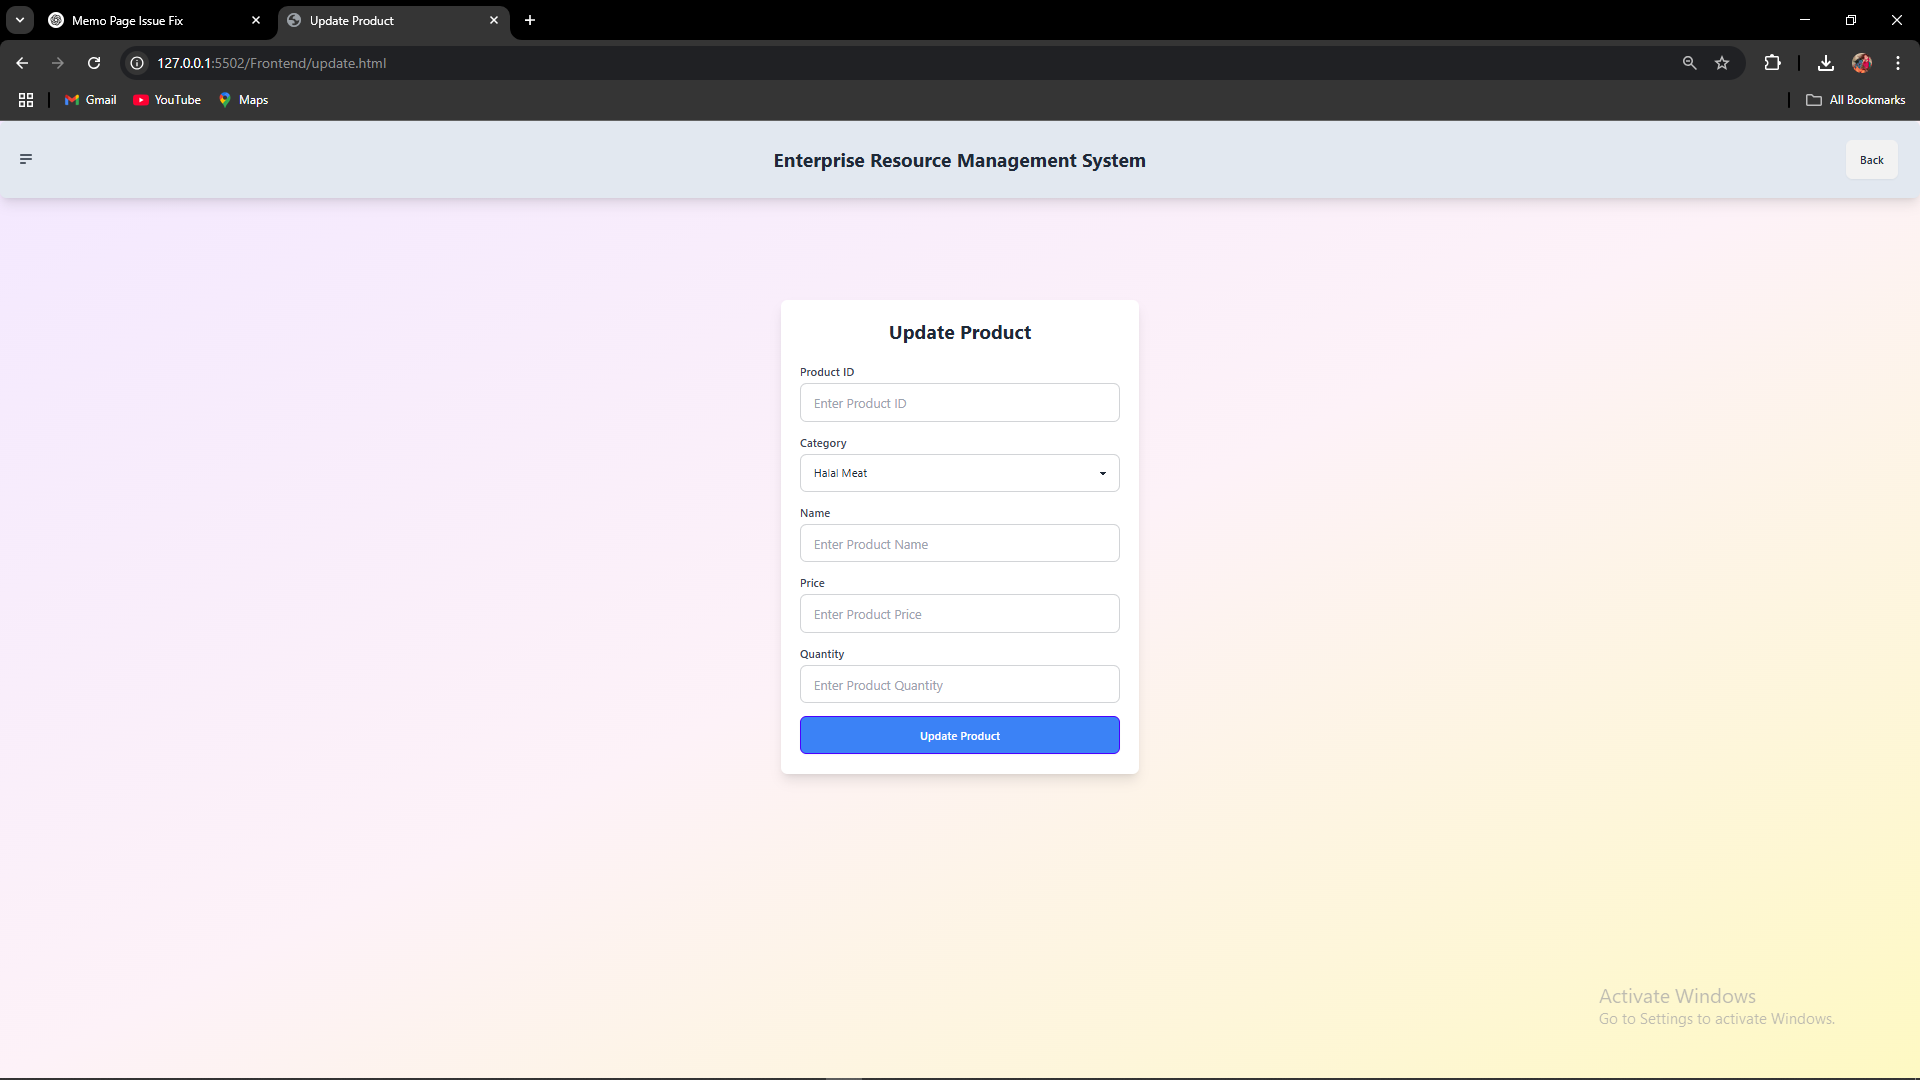 Memo Page Issue Fix
Update Product
127.0.0.1:5502/Frontend/update.html
Gmail
YouTube
Maps
All Bookmarks
Enterprise Resource Management System
Back
Update Product
Product ID
Enter Product ID
Category
Halal Meat
Name
Enter Product Name
Price
Enter Product Price
Quantity
Enter Product Quantity
Update Product
Activate Windows
Go to Settings to activate Windows.